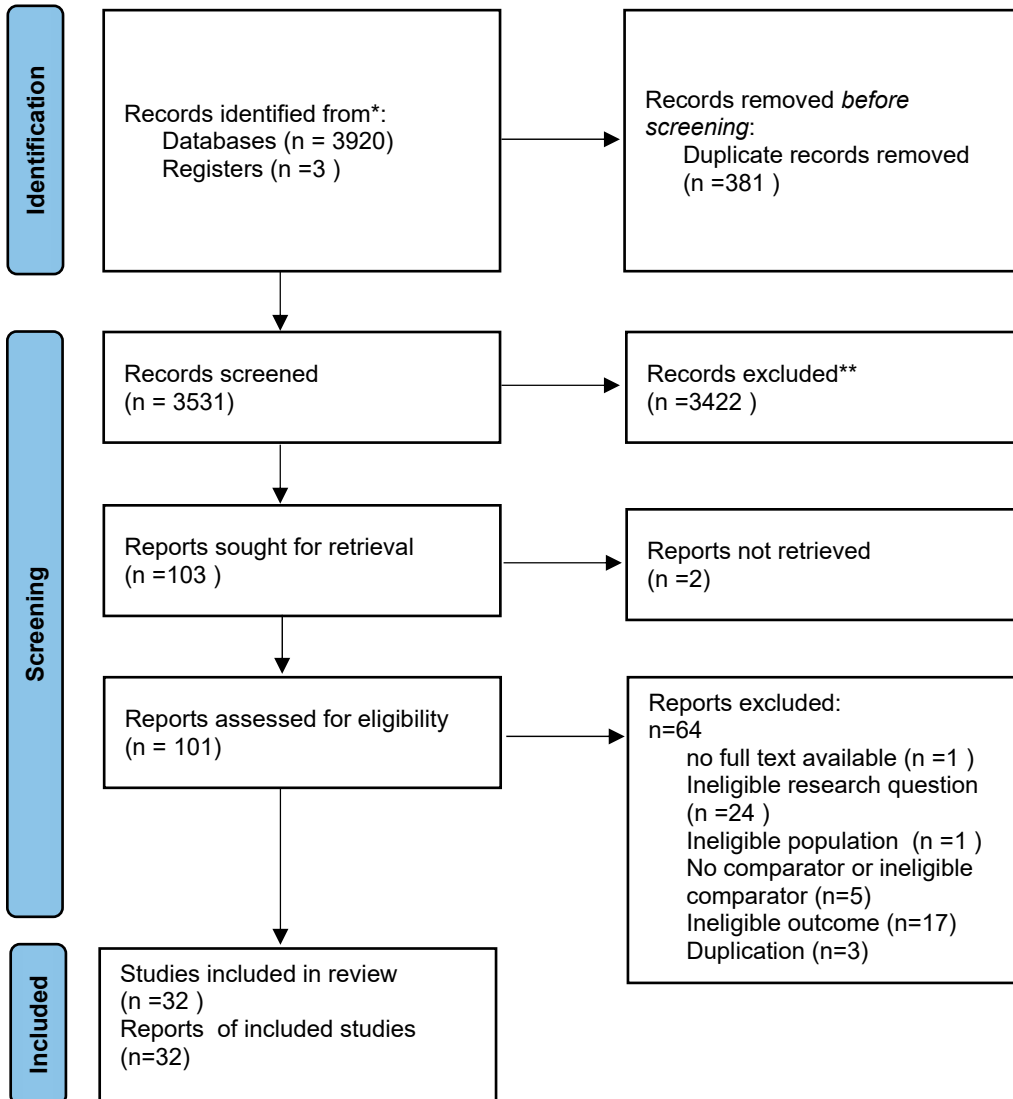 Identification
Records identified from*:
Databases (n = 3920)
Registers (n =3 )
Records removed before
screening:
Duplicate records removed
(n =381 )
Screening
Records screened
(n = 3531)
Records excluded**
(n =3422 )
Reports sought for retrieval
(n =103 )
Reports not retrieved
(n =2)
Reports assessed for eligibility
(n = 101)
Reports excluded:
n=64
no full text available (n =1 )
Ineligible research question
(n =24 )
Ineligible population  (n =1 )
No comparator or ineligible
comparator (n=5)
Ineligible outcome (n=17)
Duplication (n=3)
Included
Studies included in review
(n =32 )
Reports  of included studies
(n=32)